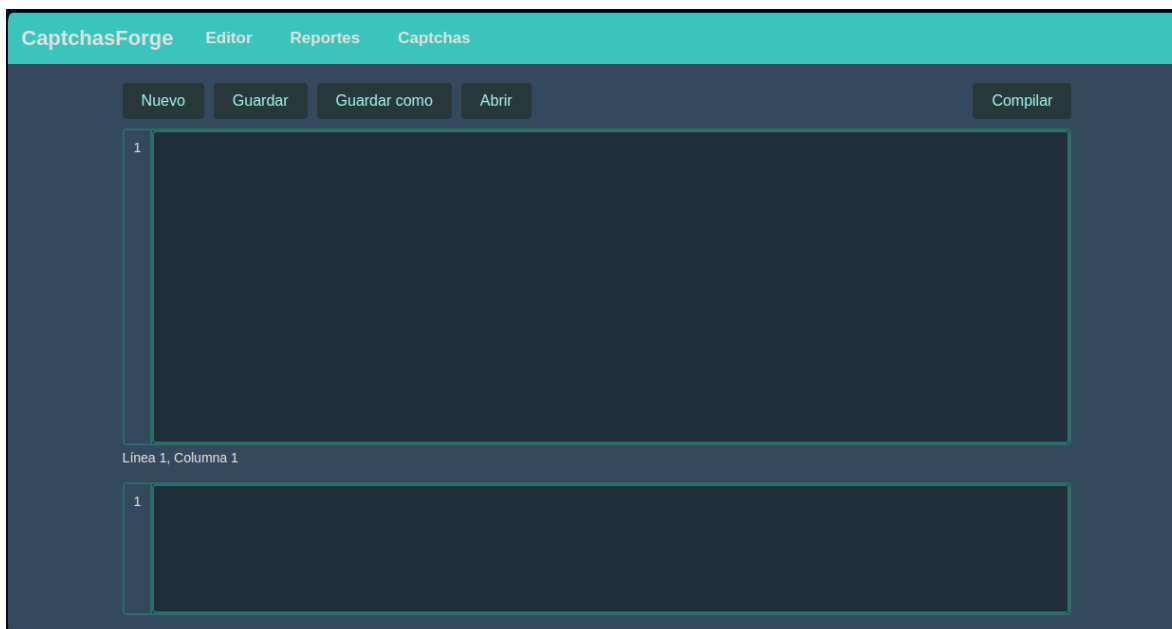 CaptchasForge Editor Reportes Captchas
Nuevo Guardar Guardar como Abrir Compilar
1
Línea 1, Columna 1
1